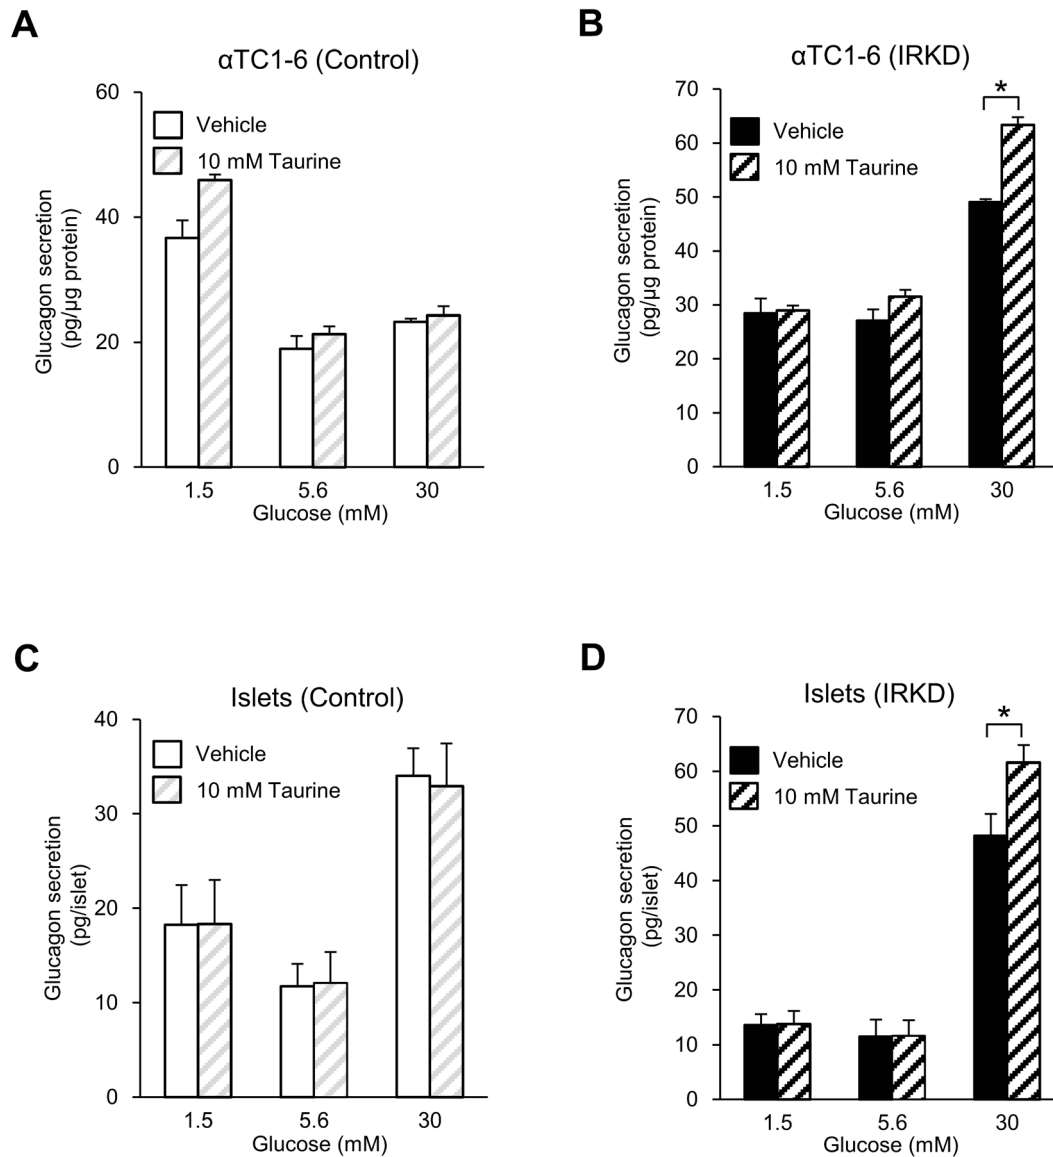 A
αTC1-6 (Control)
60
40
20
0
Glucagon secretion
(pg/µg protein)
Vehicle
10 mM Taurine
1.5
5.6
30
Glucose (mM)
B
αTC1-6 (IRKD)
70
60
50
40
30
20
10
0
Glucagon secretion
(pg/µg protein)
Vehicle
10 mM Taurine
*
1.5
5.6
30
Glucose (mM)
C
Islets (Control)
40
30
20
10
0
Glucagon secretion
(pg/islet)
Vehicle
10 mM Taurine
1.5
5.6
30
Glucose (mM)
D
Islets (IRKD)
70
60
50
40
30
20
10
0
Glucagon secretion
(pg/islet)
Vehicle
10 mM Taurine
*
1.5
5.6
30
Glucose (mM)